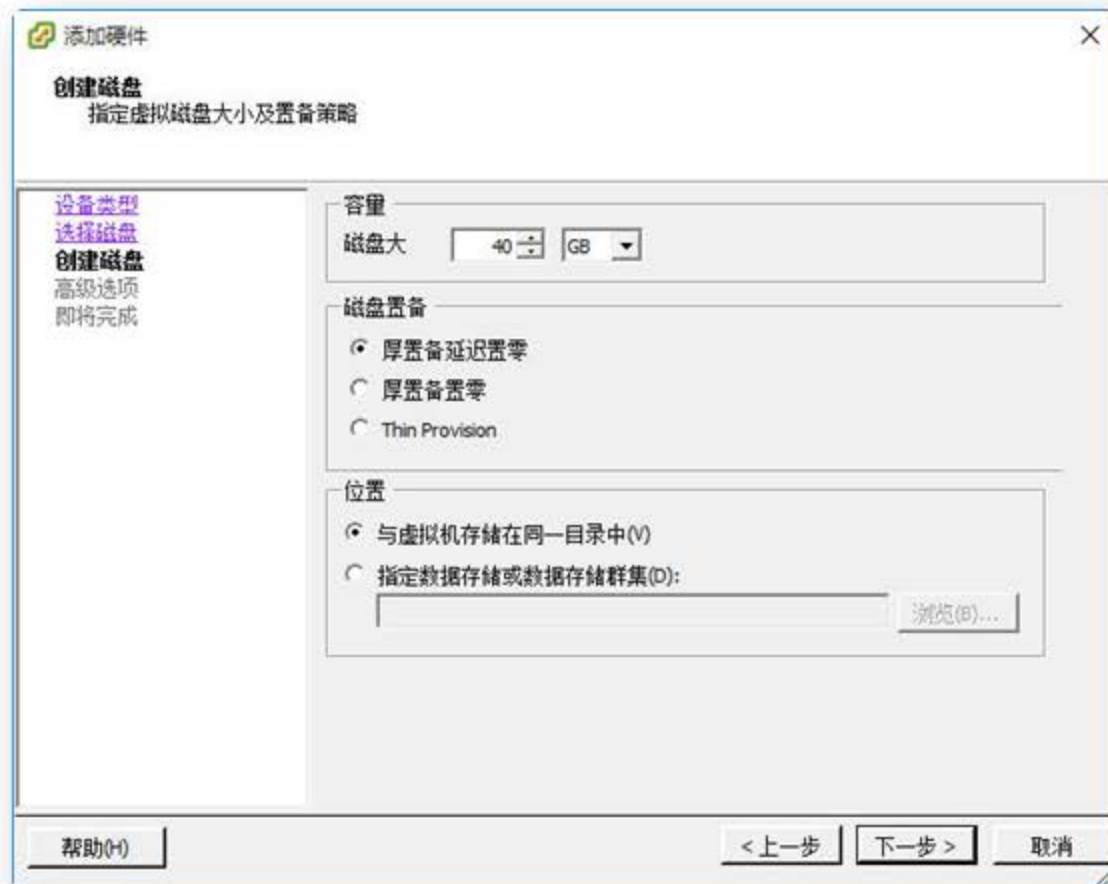 添加硬件
创建磁盘
指定虚拟磁盘大小及置备策略
设备类型
选择磁盘
创建磁盘
高级选项
即将完成
容量
磁盘大 40 GB
磁盘置备
厚置备延迟置零
厚置备置零
Thin Provision
位置
与虚拟机存储在同一目录中(V)
指定数据存储或数据存储群集(D):
浏览(B)...
帮助(H) <上一步 下一步 > 取消